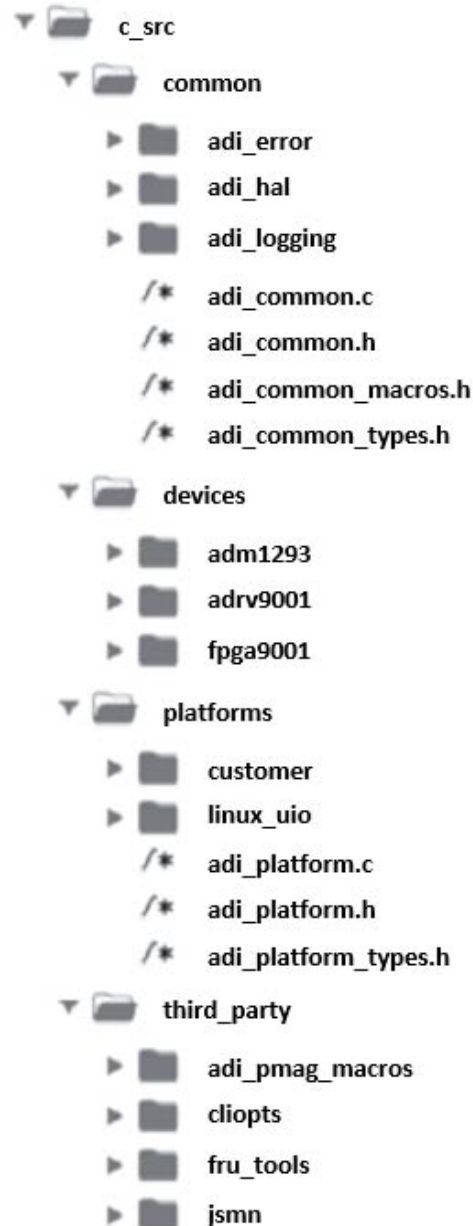 c_src
common
adi_error
adi_hal
adi_logging
/* adi_common.c
/* adi_common.h
/* adi_common_macros.h
/* adi_common_types.h
devices
adm1293
adrv9001
fpga9001
platforms
customer
linux_uio
/* adi_platform.c
/* adi_platform.h
/* adi_platform_types.h
third_party
adi_pmag_macros
cliopts
fru_tools
jsmn